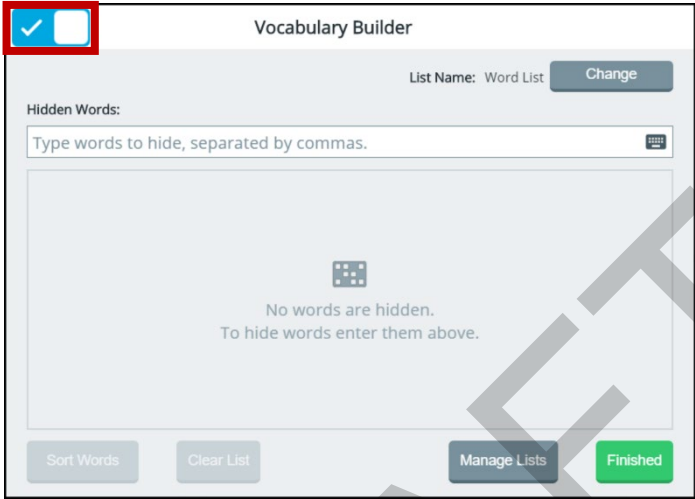 Vocabulary Builder
List Name: Word List Change
Hidden Words:
Type words to hide, separated by commas.
No words are hidden.
To hide words enter them above.
Sort Words Clear List Manage Lists Finished